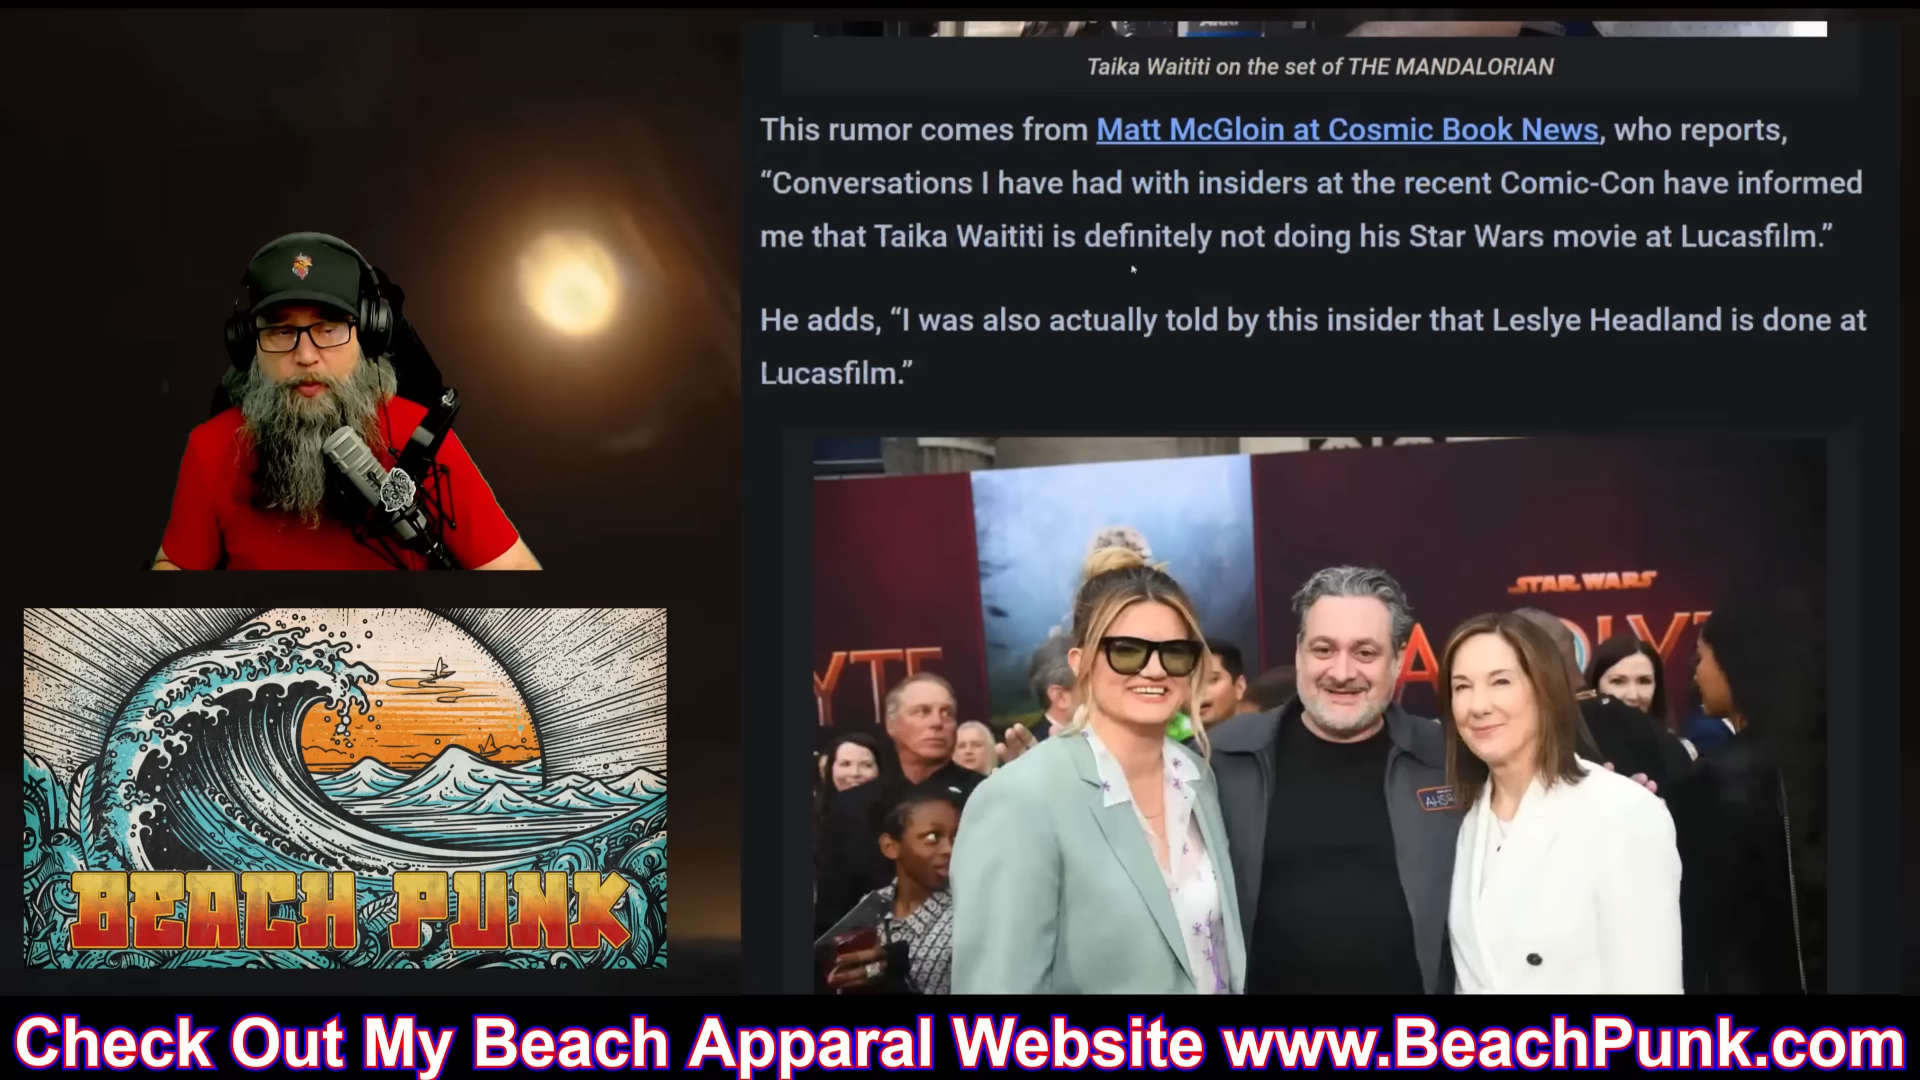 Taika Waititi on the set of THE MANDALORIAN
This rumor comes from Matt McGloin at Cosmic Book News, who reports,
“Conversations I have had with insiders at the recent Comic-Con have informed
me that Taika Waititi is definitely not doing his Star Wars movie at Lucasfilm.”
He adds, “I was also actually told by this insider that Leslye Headland is done at
Lucasfilm.”
STAR WARS
YTE
A OLYT
BEACH PUNK
Check Out My Beach Apparal Website www.BeachPunk.com